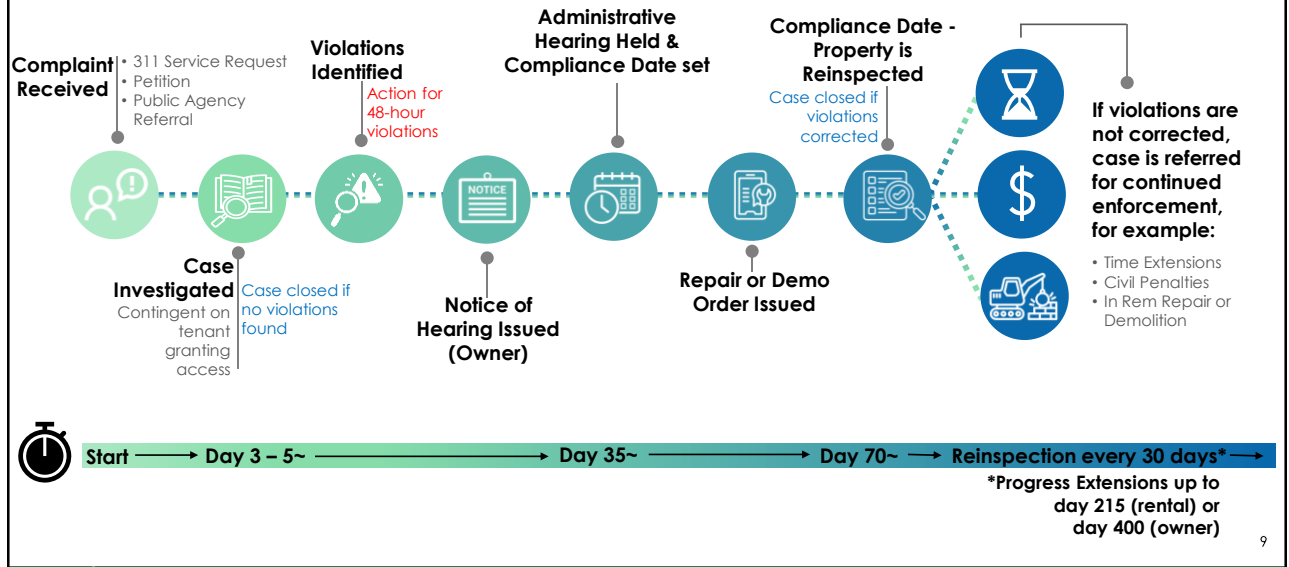 Complaint
Received
• 311 Service Request
• Petition
• Public Agency
Referral
Case
Investigated
Contingent on
tenant
granting
access
Case closed if
no violations
found
Violations
Identified
Action for
48-hour
violations
NOTICE
Notice of
Hearing Issued
(Owner)
Administrative
Hearing Held &
Compliance Date set
Repair or Demo
Order Issued
Compliance Date -
Property is
Reinspected
Case closed if
violations
corrected
$
If violations are
not corrected,
case is referred
for continued
enforcement,
for example:
• Time Extensions
• Civil Penalties
• In Rem Repair or
Demolition
Start → Day 3 – 5~ → Day 35~ → Day 70~ → Reinspection every 30 days* →
*Progress Extensions up to
day 215 (rental) or
day 400 (owner)
9